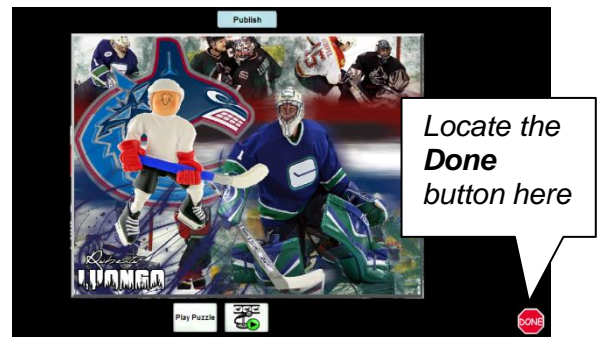 Publish
Locate the
Done
button here
LUONGO
Play Puzzle
DONE